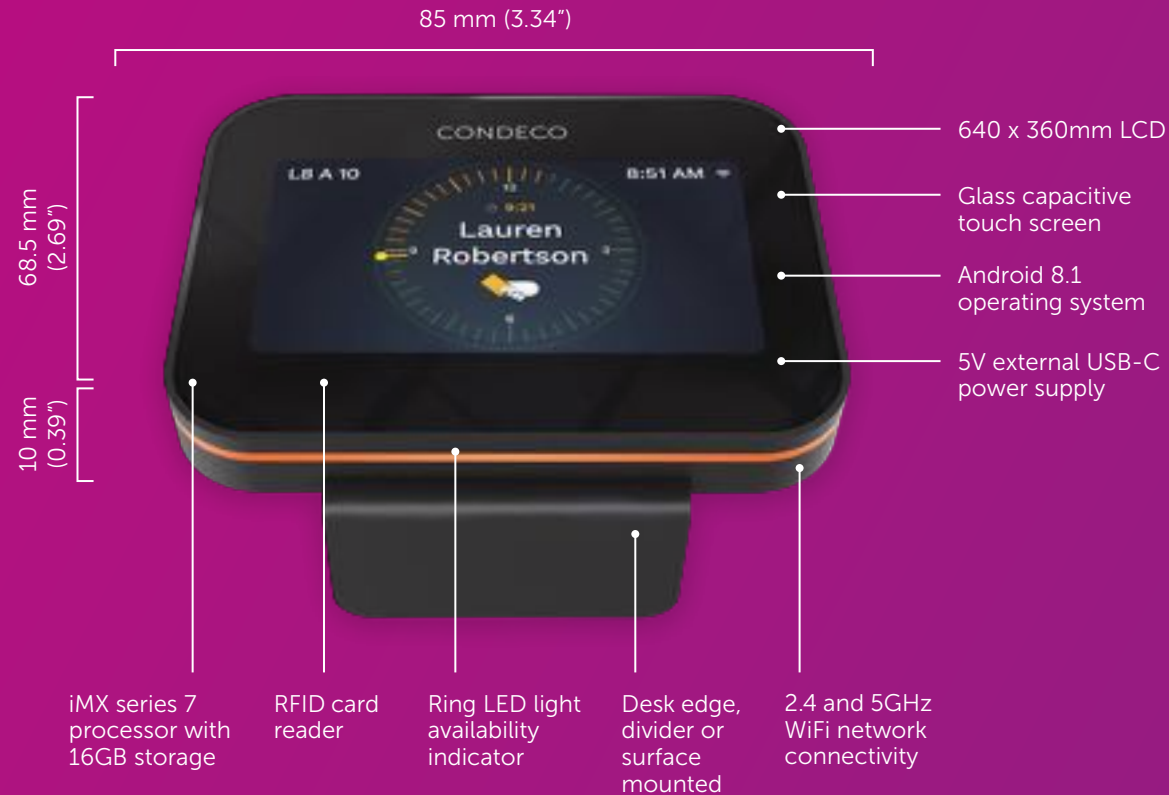 85 mm (3.34")
68.5 mm
(2.69")
10 mm
(0.39")
CONDECO
L8 A 10
8:51 AM
12
9:21
Lauren
Robertson
9
3
6
640 x 360mm LCD
Glass capacitive
touch screen
Android 8.1
operating system
5V external USB-C
power supply
iMX series 7
processor with
16GB storage
RFID card
reader
Ring LED light
availability
indicator
Desk edge,
divider or
surface
mounted
2.4 and 5GHz
WiFi network
connectivity